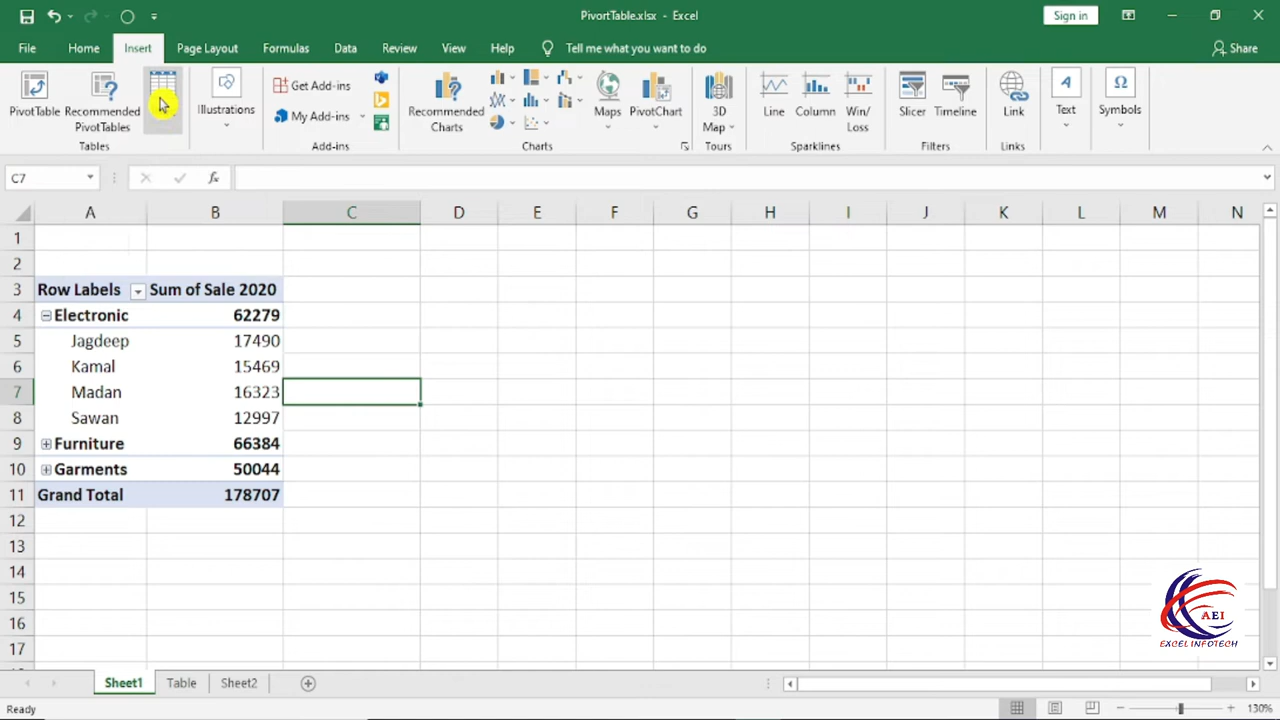 PivortTable.xlsx - Excel
Sign in
File Home Insert Page Layout Formulas Data Review View Help Tell me what you want to do Share
PivotTable
Recommended
PivotTables
Tables
Illustrations
Get Add-ins
My Add-ins
Add-ins
Recommended
Charts
Maps
PivotChart
Charts
3D
Map
Tours
Line
Column
Win/
Loss
Sparklines
Slicer
Timeline
Filters
Link
Links
Text
Symbols
C7 fx
A B C D E F G H I J K L M N
1
2
3 Row Labels Sum of Sale 2020
4 Electronic 62279
5 Jagdeep 17490
6 Kamal 15469
7 Madan 16323
8 Sawan 12997
9 Furniture 66384
10 Garments 50044
11 Grand Total 178707
12
13
14
15
16
17
AEI
EXCEL INFOTECH
Sheet1 Table Sheet2
Ready 130%